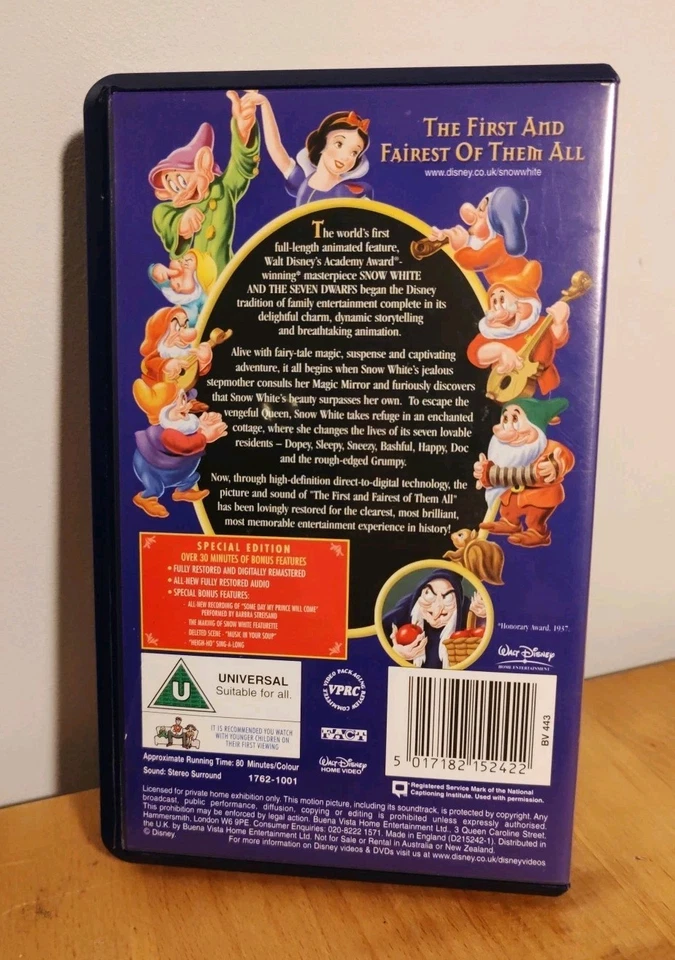 THE FIRST AND
FAIREST OF THEM ALL
www.disney.co.uk/snowwhite
The world's first
full-length animated feature,
Walt Disney's Academy Award®-
winning* masterpiece SNOW WHITE
AND THE SEVEN DWARFS began the Disney
tradition of family entertainment complete in its
delightful charm, dynamic storytelling
and breathtaking animation.
Alive with fairy-tale magic, suspense and captivating
adventure, it all begins when Snow White's jealous
stepmother consults her Magic Mirror and furiously discovers
that Snow White's beauty surpasses her own. To escape the
vengeful Queen, Snow White takes refuge in an enchanted
cottage, where she changes the lives of its seven lovable
residents – Dopey, Sleepy, Sneezy, Bashful, Happy, Doc
and the rough-edged Grumpy.
Now, through high-definition direct-to-digital technology, the
picture and sound of "The First and Fairest of Them All"
has been lovingly restored for the clearest, most brilliant,
most memorable entertainment experience in history!
SPECIAL EDITION
OVER 30 MINUTES OF BONUS FEATURES
• FULLY RESTORED AND DIGITALLY REMASTERED
• ALL-NEW FULLY RESTORED AUDIO
• SPECIAL BONUS FEATURES:
- ALL NEW RECORDING OF "SOME DAY MY PRINCE WILL COME"
PERFORMED BY BARBRA STREISAND
- THE MAKING OF SNOW WHITE FEATURETTE
- DELETED SCENE - "MUSIC IN YOUR SOUP"
- "HEIGH-HO" SING-A-LONG
*Honorary Award, 1937.
WALT DISNEY
HOME ENTERTAINMENT
U
UNIVERSAL
Suitable for all.
IT IS RECOMMENDED YOU WATCH
WITH YOUNGER CHILDREN ON
THEIR FIRST VIEWING
VIDEO PACKAGING REVIEW COMMITTEE
VPRC
FACT
WALT DISNEY
HOME VIDEO
5 017182 152422
BV 443
Approximate Running Time: 80 Minutes/Colour
Sound: Stereo Surround
1762-1001
Registered Service Mark of the National
Captioning Institute. Used with permission.
Licensed for private home exhibition only. This motion picture, including its soundtrack, is protected by copyright. Any
broadcast, public performance, diffusion, copying or editing is prohibited unless expressly authorised.
This prohibition may be enforced by legal action. Buena Vista Home Entertainment Ltd., 3 Queen Caroline Street,
Hammersmith, London W6 9PE. Consumer Enquiries: 020-8222 1571. Made in England (D215242-1). Distributed in
the U.K. by Buena Vista Home Entertainment Ltd. Not for Sale or Rental in Australia or New Zealand.
© Disney.
For more information on Disney videos & DVDs visit us at www.disney.co.uk/disneyvideos